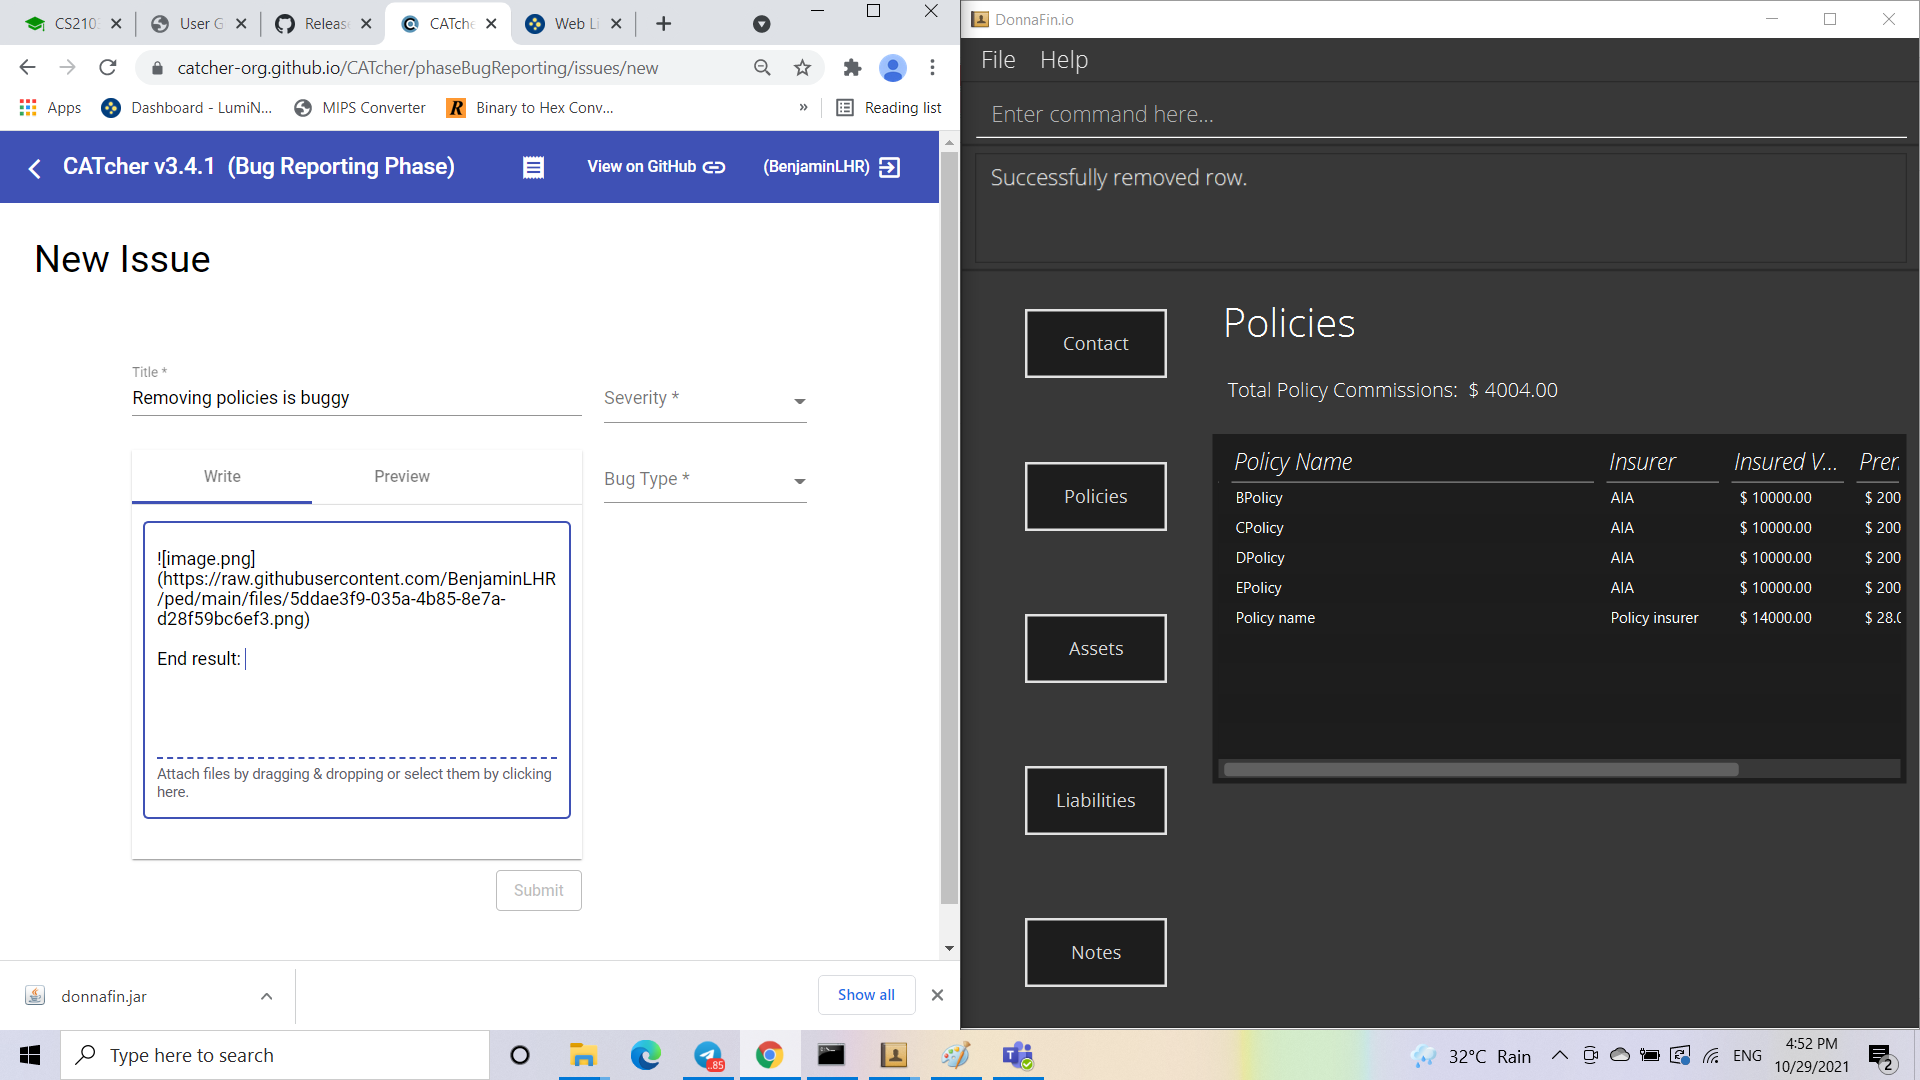 CS210
User G
Release
CATche
Web Li
catcher-org.github.io/CATcher/phaseBugReporting/issues/new
Apps
Dashboard - LumiN...
MIPS Converter
R
Binary to Hex Conv...
»
Reading list
CATcher v3.4.1 (Bug Reporting Phase)
View on GitHub
(BenjaminLHR)
New Issue
Title *
Removing policies is buggy
Severity *
Write
Preview
Bug Type *
![image.png]
(https://raw.githubusercontent.com/BenjaminLHR
/ped/main/files/5ddae3f9-035a-4b85-8e7a-
d28f59bc6ef3.png)
End result:
Attach files by dragging & dropping or select them by clicking
here.
Submit
donnafin.jar
Show all
DonnaFin.io
File
Help
Enter command here...
Successfully removed row.
Contact
Policies
Assets
Liabilities
Notes
Policies
Total Policy Commissions: $ 4004.00
Policy Name Insurer Insured V... Prer
BPolicy AIA $ 10000.00 $ 200
CPolicy AIA $ 10000.00 $ 200
DPolicy AIA $ 10000.00 $ 200
EPolicy AIA $ 10000.00 $ 200
Policy name Policy insurer $ 14000.00 $ 28.0
Type here to search
..85
32°C Rain
ENG
4:52 PM
10/29/2021
2